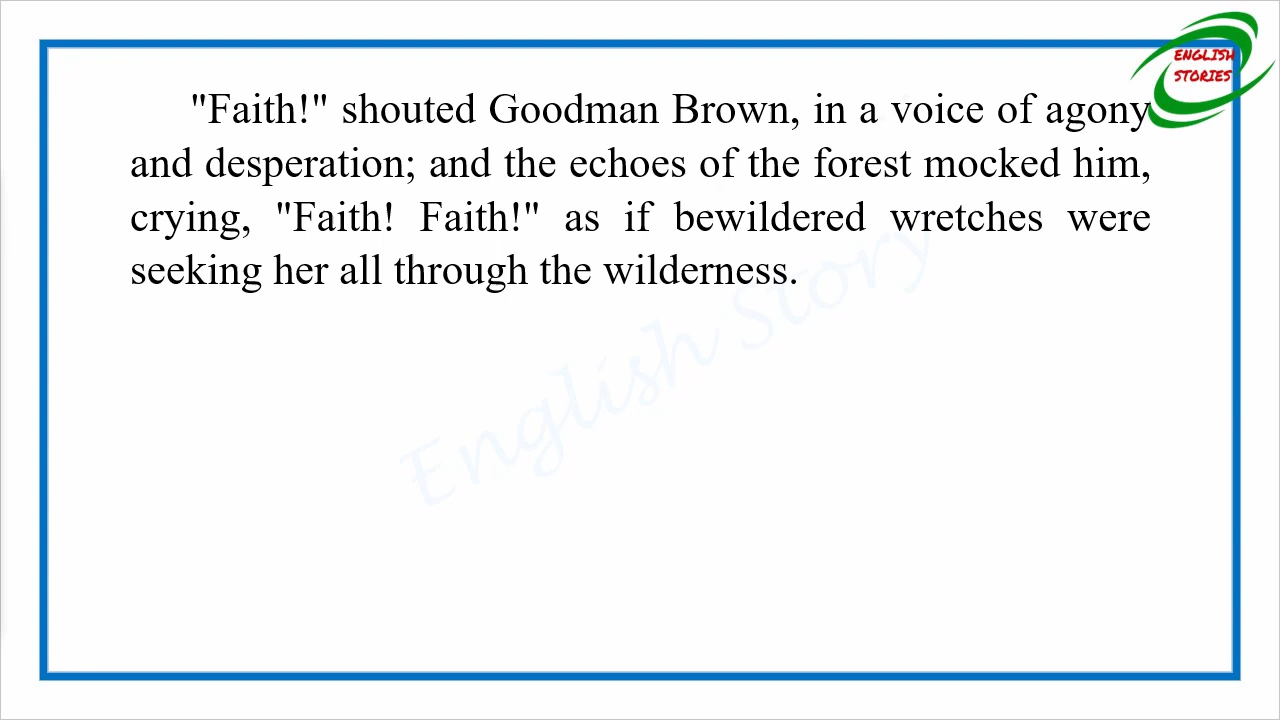 ENGLISH
STORIES
"Faith!" shouted Goodman Brown, in a voice of agony
and desperation; and the echoes of the forest mocked him,
crying, "Faith! Faith!" as if bewildered wretches were
seeking her all through the wilderness.
English Story